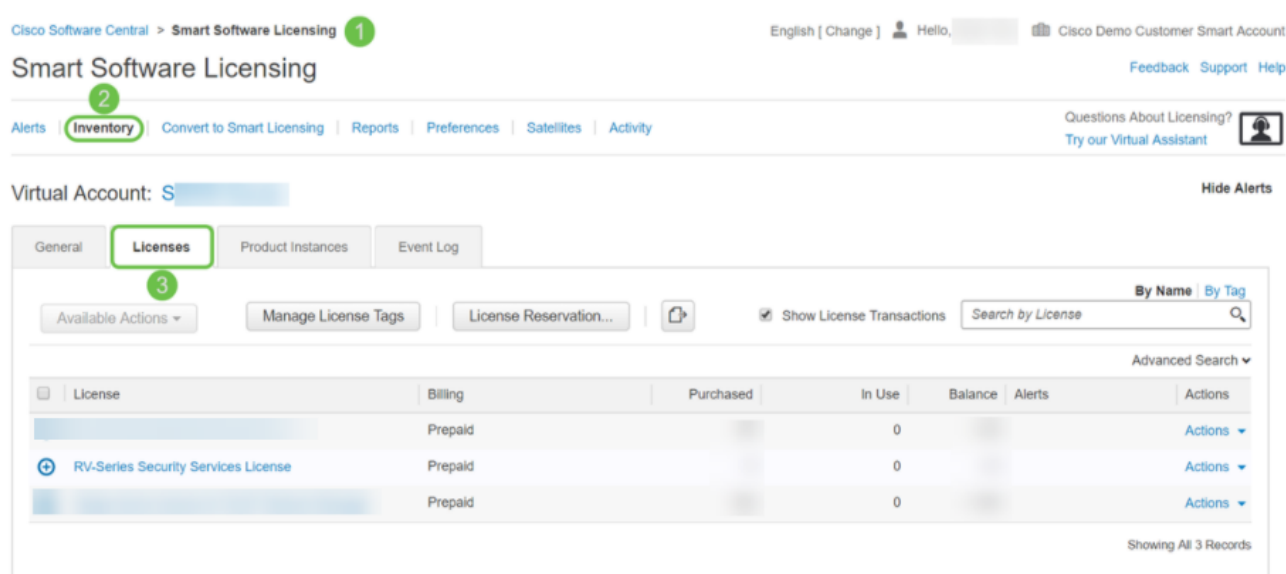 Cisco Software Central > Smart Software Licensing 1 English [ Change ] Hello, Cisco Demo Customer Smart Account
Smart Software Licensing Feedback Support Help
2
Alerts Inventory Convert to Smart Licensing Reports Preferences Satellites Activity
Questions About Licensing?
Try our Virtual Assistant
Virtual Account: S Hide Alerts
General Licenses Product Instances Event Log
3
By Name By Tag
Available Actions Manage License Tags License Reservation... Show License Transactions Search by License
Advanced Search
License Billing Purchased In Use Balance Alerts Actions
Prepaid 0 Actions
RV-Series Security Services License Prepaid 0 Actions
Prepaid 0 Actions
Showing All 3 Records